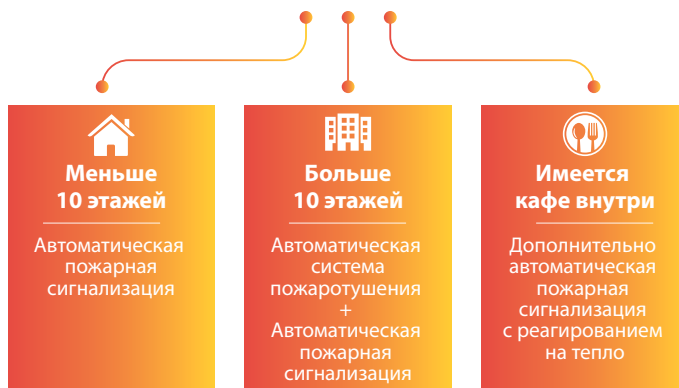 Меньше
10 этажей
Автоматическая
пожарная
сигнализация
Больше
10 этажей
Автоматическая
система
пожаротушения
+
Автоматическая
пожарная
сигнализация
Имеется
кафе внутри
Дополнительно
автоматическая
пожарная
сигнализация
с реагированием
на тепло